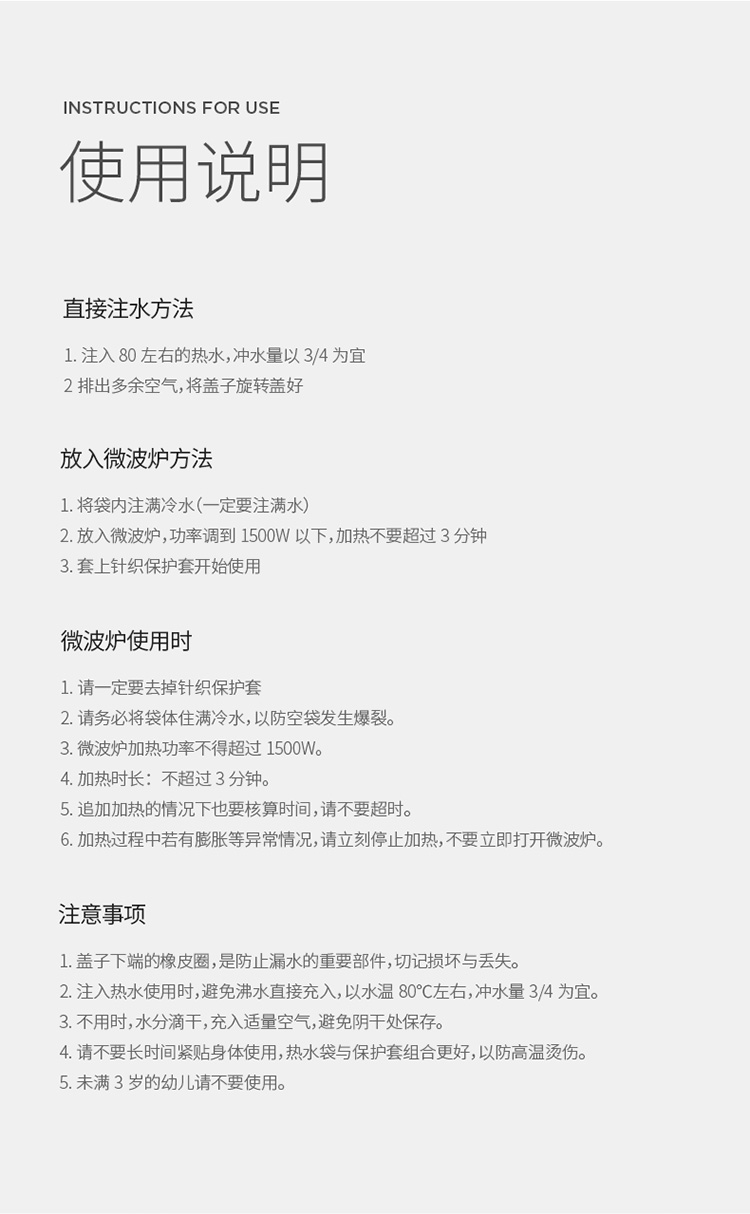 INSTRUCTIONS FOR USE
使用说明
直接注水方法
1. 注入 80 左右的热水，冲水量以 3/4 为宜
2 排出多余空气，将盖子旋转盖好
放入微波炉方法
1. 将袋内注满冷水（一定要注满水）
2. 放入微波炉，功率调到 1500W 以下，加热不要超过 3 分钟
3. 套上针织保护套开始使用
微波炉使用时
1. 请一定要去掉针织保护套
2. 请务必将袋体住满冷水，以防空袋发生爆裂。
3. 微波炉加热功率不得超过 1500W。
4. 加热时长：不超过 3 分钟。
5. 追加加热的情况下也要核算时间，请不要超时。
6. 加热过程中若有膨胀等异常情况，请立刻停止加热，不要立即打开微波炉。
注意事项
1. 盖子下端的橡皮圈，是防止漏水的重要部件，切记损坏与丢失。
2. 注入热水使用时，避免沸水直接充入，以水温 80℃左右，冲水量 3/4 为宜。
3. 不用时，水分滴干，充入适量空气，避免阴干处保存。
4. 请不要长时间紧贴身体使用，热水袋与保护套组合更好，以防高温烫伤。
5. 未满 3 岁的幼儿请不要使用。